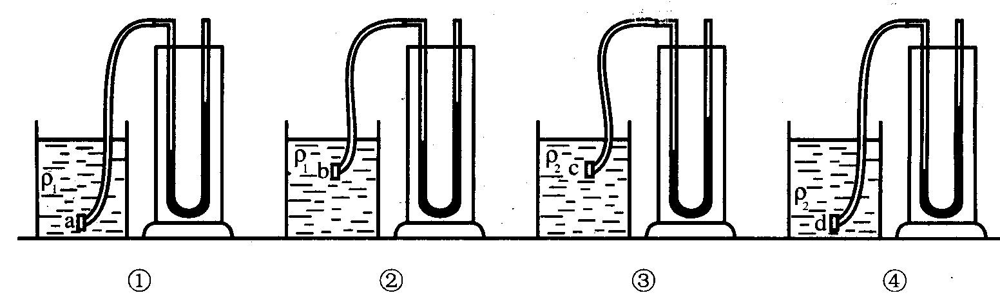 ρ₁ a
ρ₁ b
ρ₂ c
ρ₂ d
① ② ③ ④